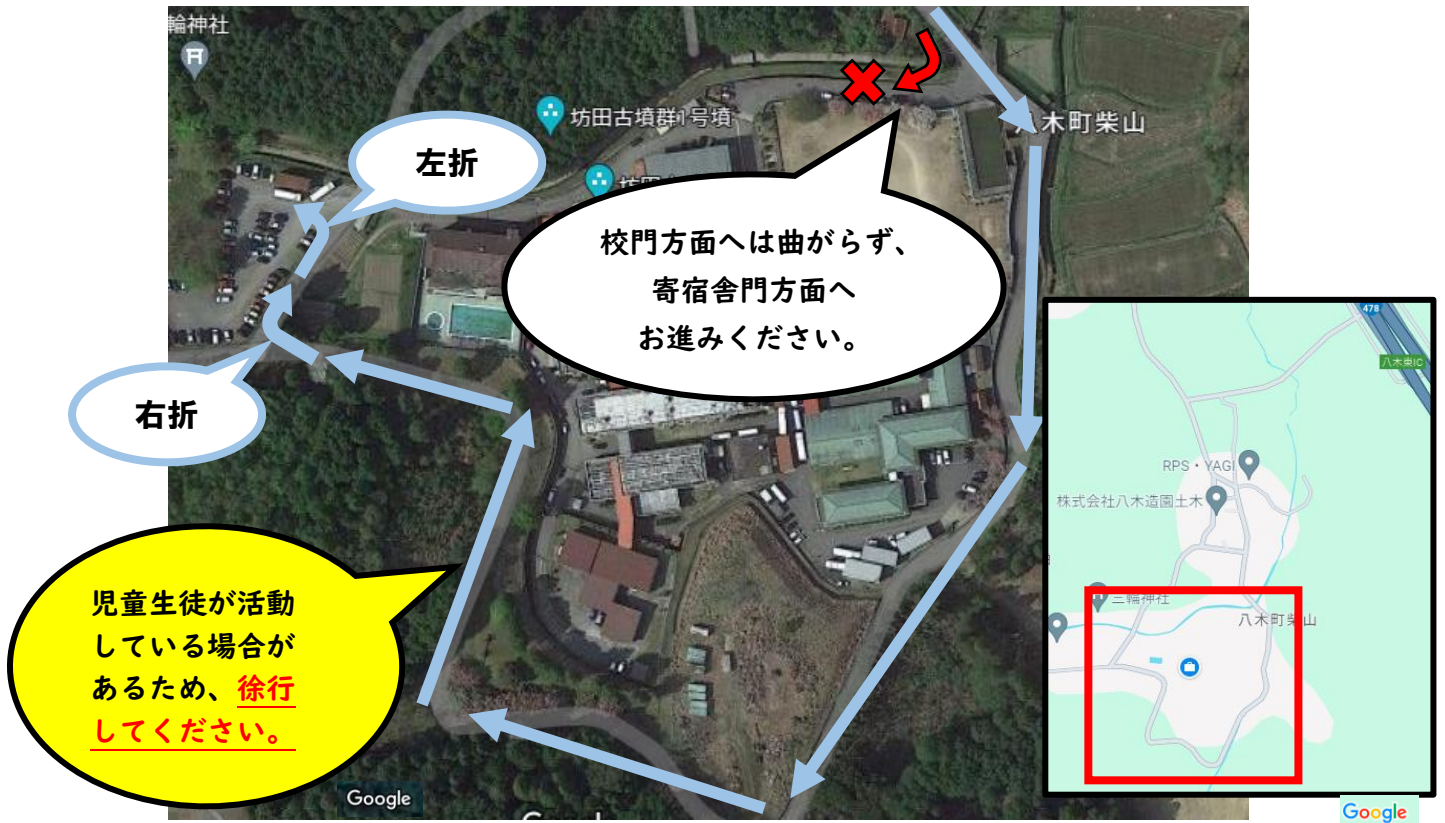 輪神社
坊田古墳群1号墳
八木町柴山
左折
校門方面へは曲がらず、
寄宿舎門方面へ
お進みください。
右折
児童生徒が活動
している場合が
あるため、徐行
してください。
Google
478
八木東IC
RPS・YAGI
株式会社八木造園土木
三輪神社
八木町柴山
Google